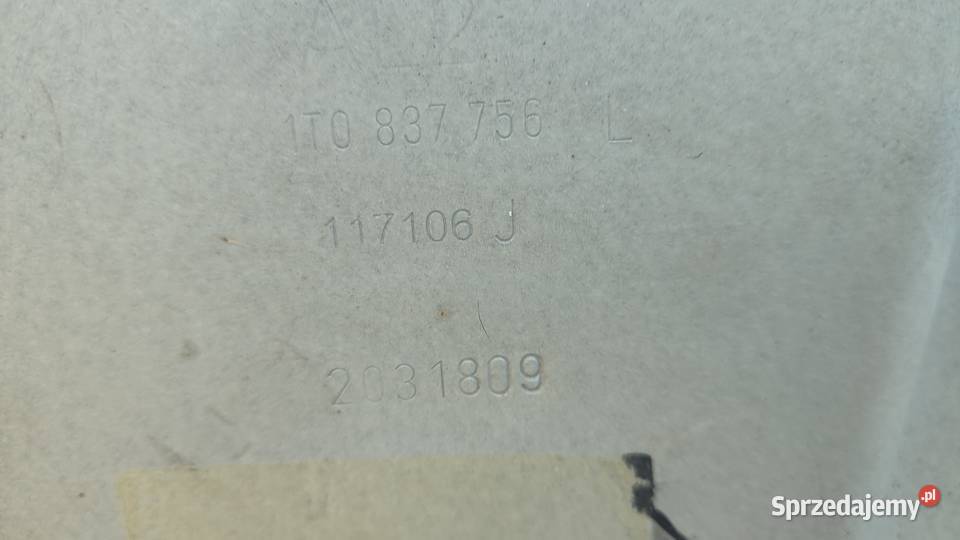 1T0 837 756 L
117106 J
2031809
Sprzedajemy.pl